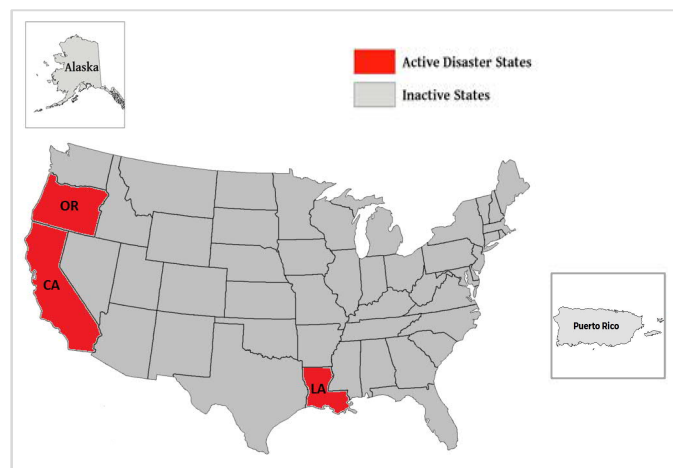 Alaska
Active Disaster States
Inactive States
OR
CA
LA
Puerto Rico